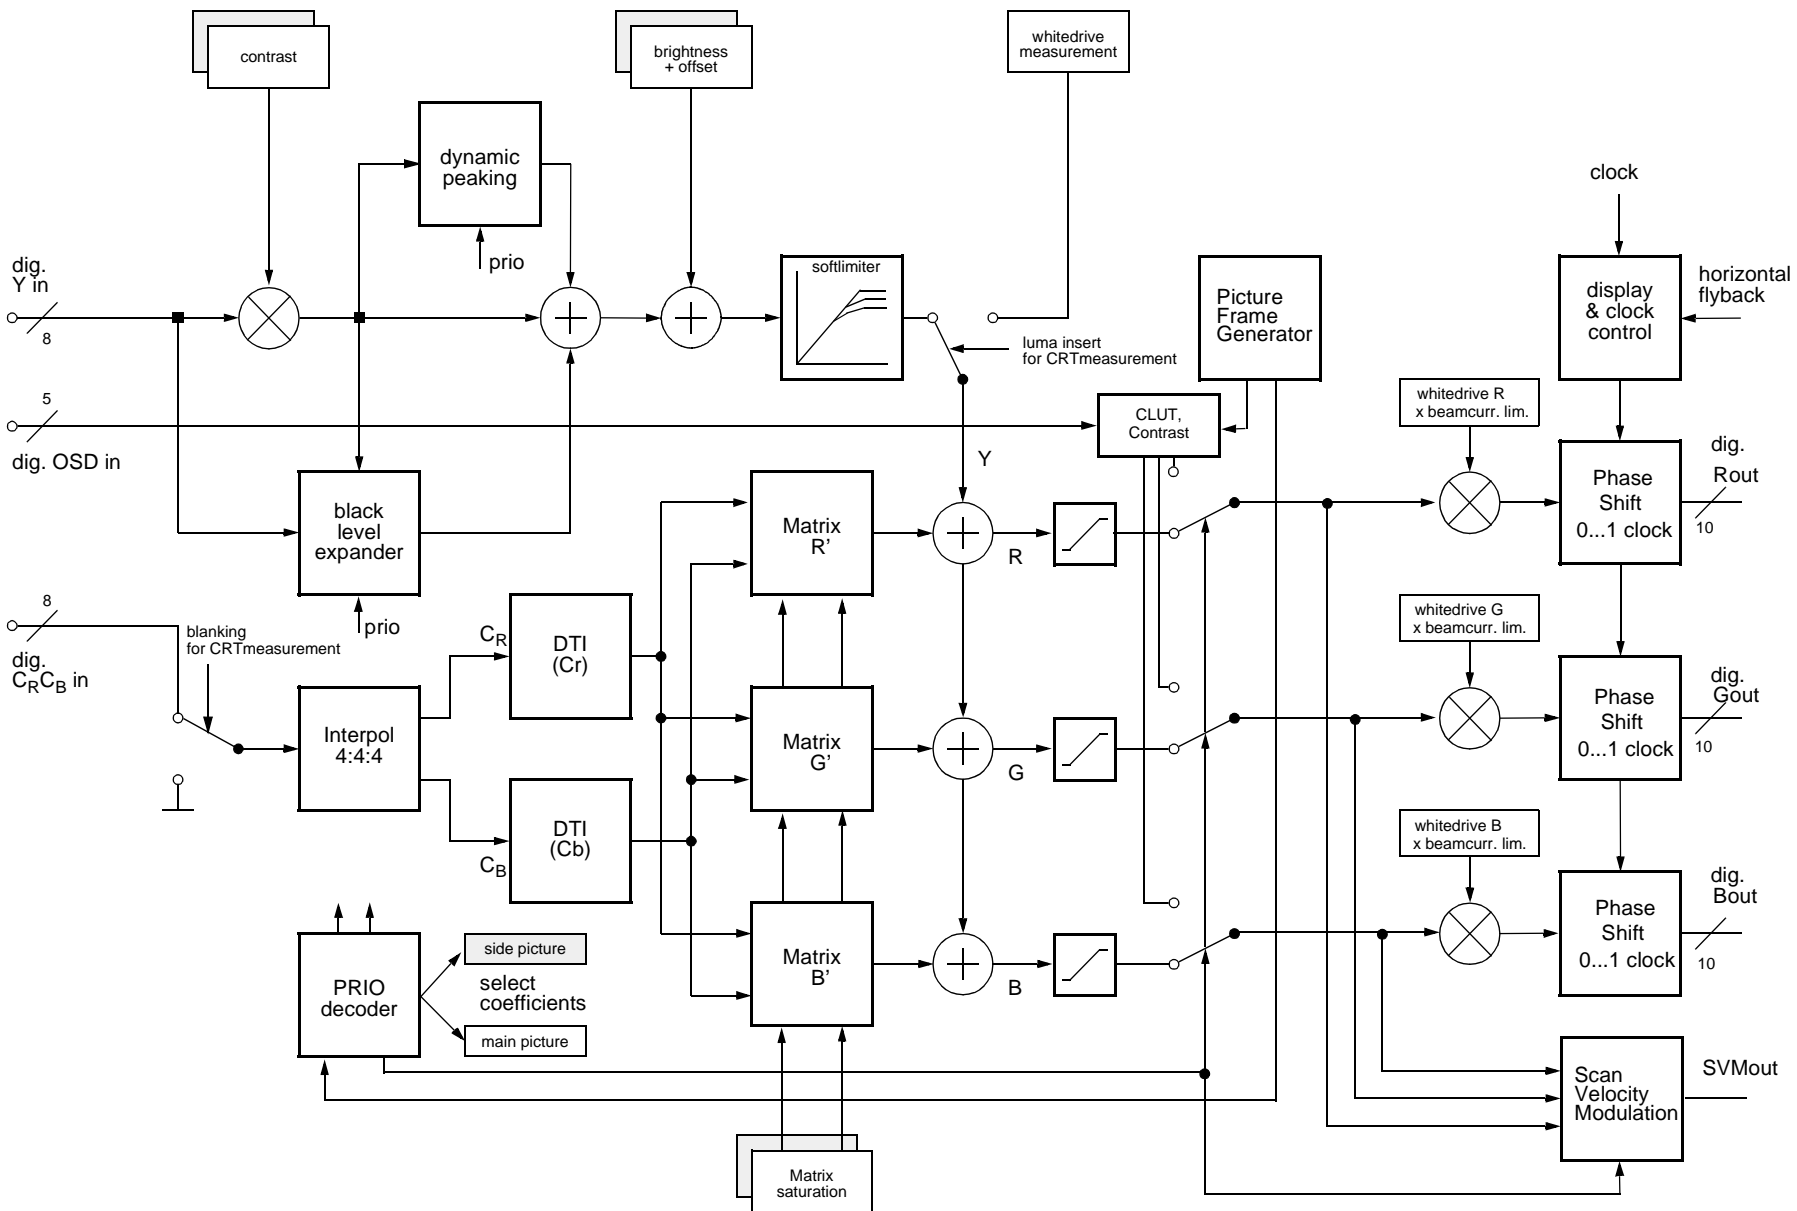 contrast
brightness
+ offset
whitedrive
measurement
dynamic
peaking
prio
clock
dig.
Y in
8
softlimiter
luma insert
for CRTmeasurement
Picture
Frame
Generator
display
& clock
control
horizontal
flyback
5
dig. OSD in
CLUT,
Contrast
whitedrive R
x beamcurr. lim.
Y
black
level
expander
prio
Matrix
R’
R
Phase
Shift
0...1 clock
dig.
Rout
10
8
dig.
CRCB in
blanking
for CRTmeasurement
CR
DTI
(Cr)
whitedrive G
x beamcurr. lim.
Interpol
4:4:4
Matrix
G’
G
Phase
Shift
0...1 clock
dig.
Gout
10
CB
DTI
(Cb)
whitedrive B
x beamcurr. lim.
PRIO
decoder
side picture
select
coefficients
main picture
Matrix
B’
B
Phase
Shift
0...1 clock
dig.
Bout
10
Scan
Velocity
Modulation
SVMout
Matrix
saturation